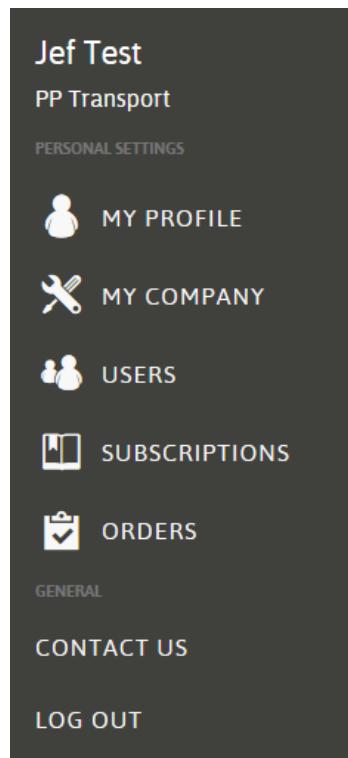 Jef Test
PP Transport
PERSONAL SETTINGS
MY PROFILE
MY COMPANY
USERS
SUBSCRIPTIONS
ORDERS
GENERAL
CONTACT US
LOG OUT